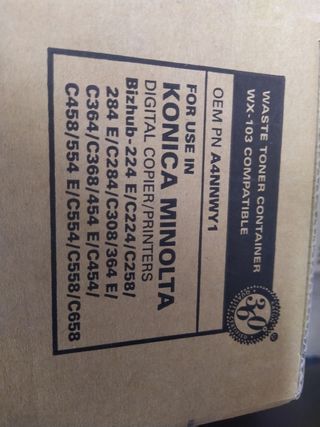 WASTE TONER CONTAINER
WX-103 COMPATIBLE
360
®
OEM PN A4NNWY1
FOR USE IN
KONICA MINOLTA
DIGITAL COPIER/PRINTERS
Bizhub-224 E/C224/C258/
284 E/C284/C308/364 E/
C364/C368/454 E/C454/
C458/554 E/C554/C558/C658